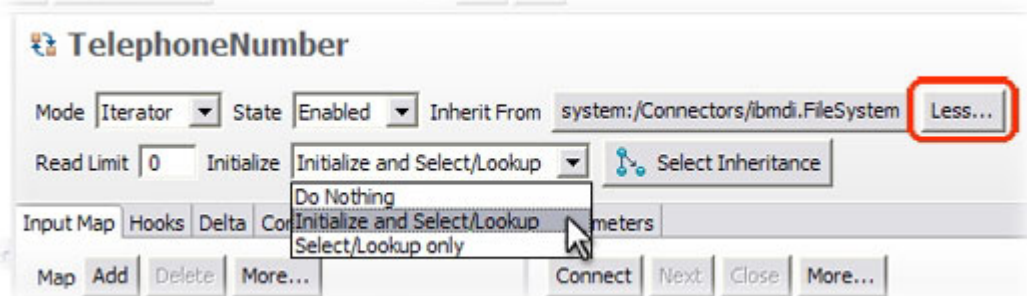 TelephoneNumber
Mode Iterator State Enabled Inherit From system:/Connectors/ibmdi.FileSystem Less...
Read Limit 0 Initialize Initialize and Select/Lookup Select Inheritance
Do Nothing
Input Map Hooks Delta Initialize and Select/Lookup
Select/Lookup only
Map Add Delete More... Connect Next Close More...